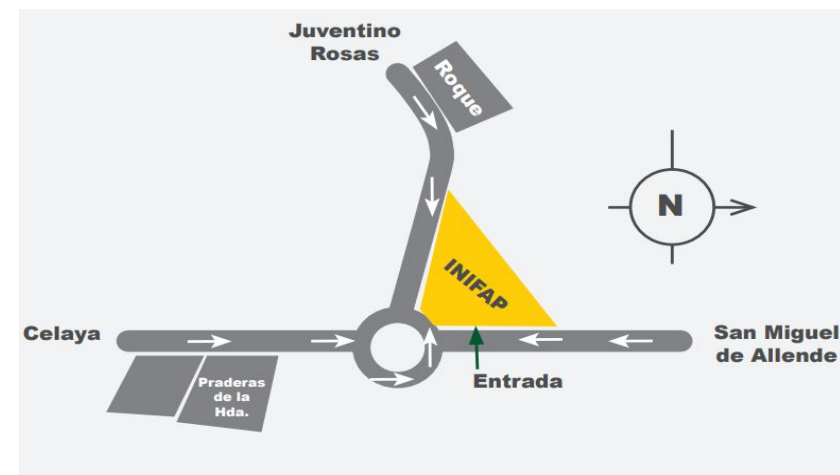 Juventino
Rosas
Roque
N
INIFAP
Celaya
San Miguel
de Allende
Entrada
Praderas
de la
Hda.